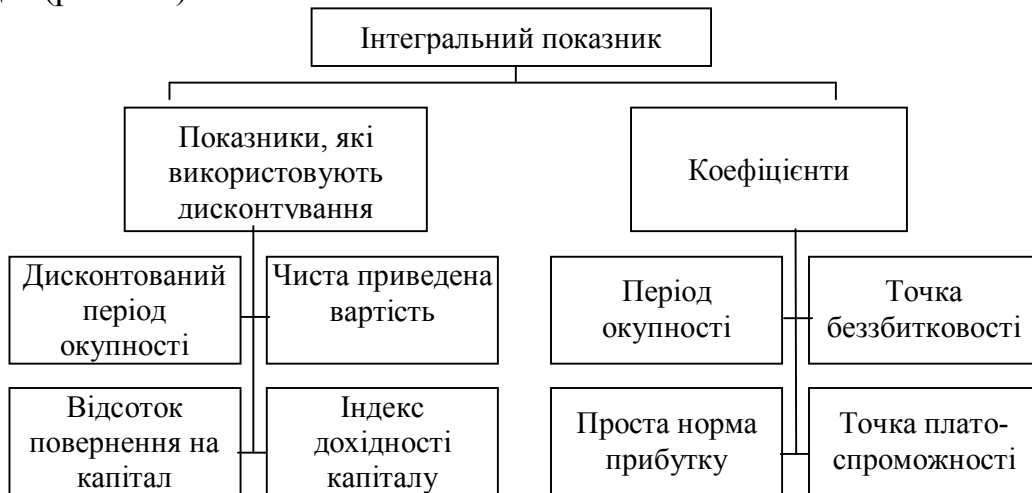 Інтегральний показник
Показники, які
використовують
дисконтування
Коефіцієнти
Дисконтований
період
окупності
Чиста приведена
вартість
Період
окупності
Точка
беззбитковості
Відсоток
повернення на
капітал
Індекс
дохідності
капіталу
Проста норма
прибутку
Точка плато-
спроможності